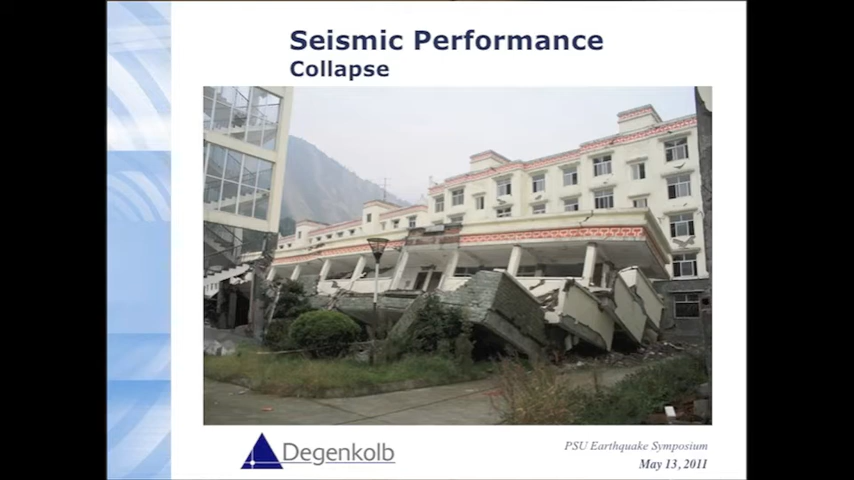 Seismic Performance
Collapse
Degenkolb
PSU Earthquake Symposium
May 13, 2011